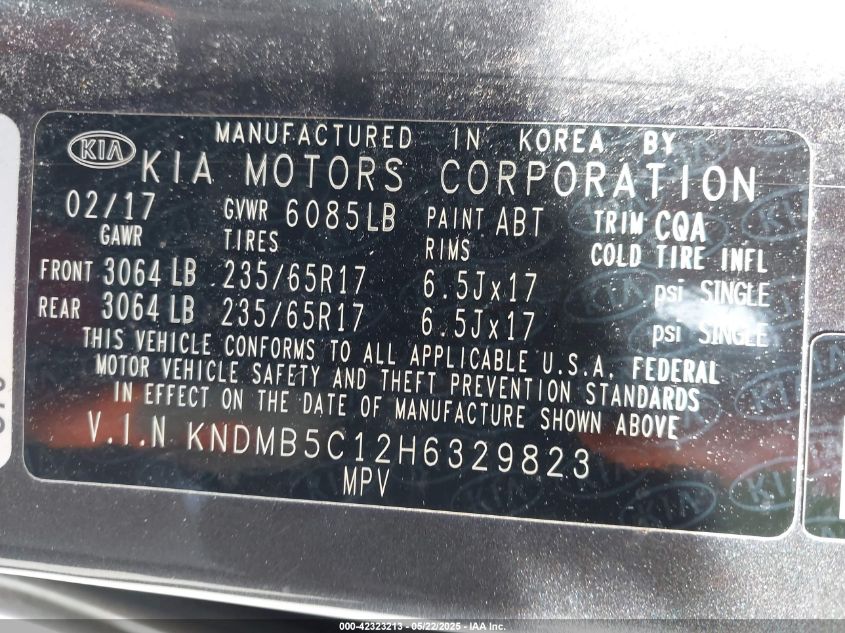 MANUFACTURED IN KOREA BY
KIA KIA MOTORS CORPORATION
02/17 GVWR 6085LB PAINT ABT TRIM CQA
GAWR TIRES RIMS COLD TIRE INFL
FRONT 3064 LB 235/65R17 6.5Jx17 psi SINGLE
REAR 3064 LB 235/65R17 6.5Jx17 psi SINGLE
THIS VEHICLE CONFORMS TO ALL APPLICABLE U.S.A. FEDERAL
MOTOR VEHICLE SAFETY AND THEFT PREVENTION STANDARDS
IN EFFECT ON THE DATE OF MANUFACTURE SHOWN ABOVE
V.I.N KNDMB5C12H6329823
MPV
000-42323213 - 05/22/2025 - IAA Inc.